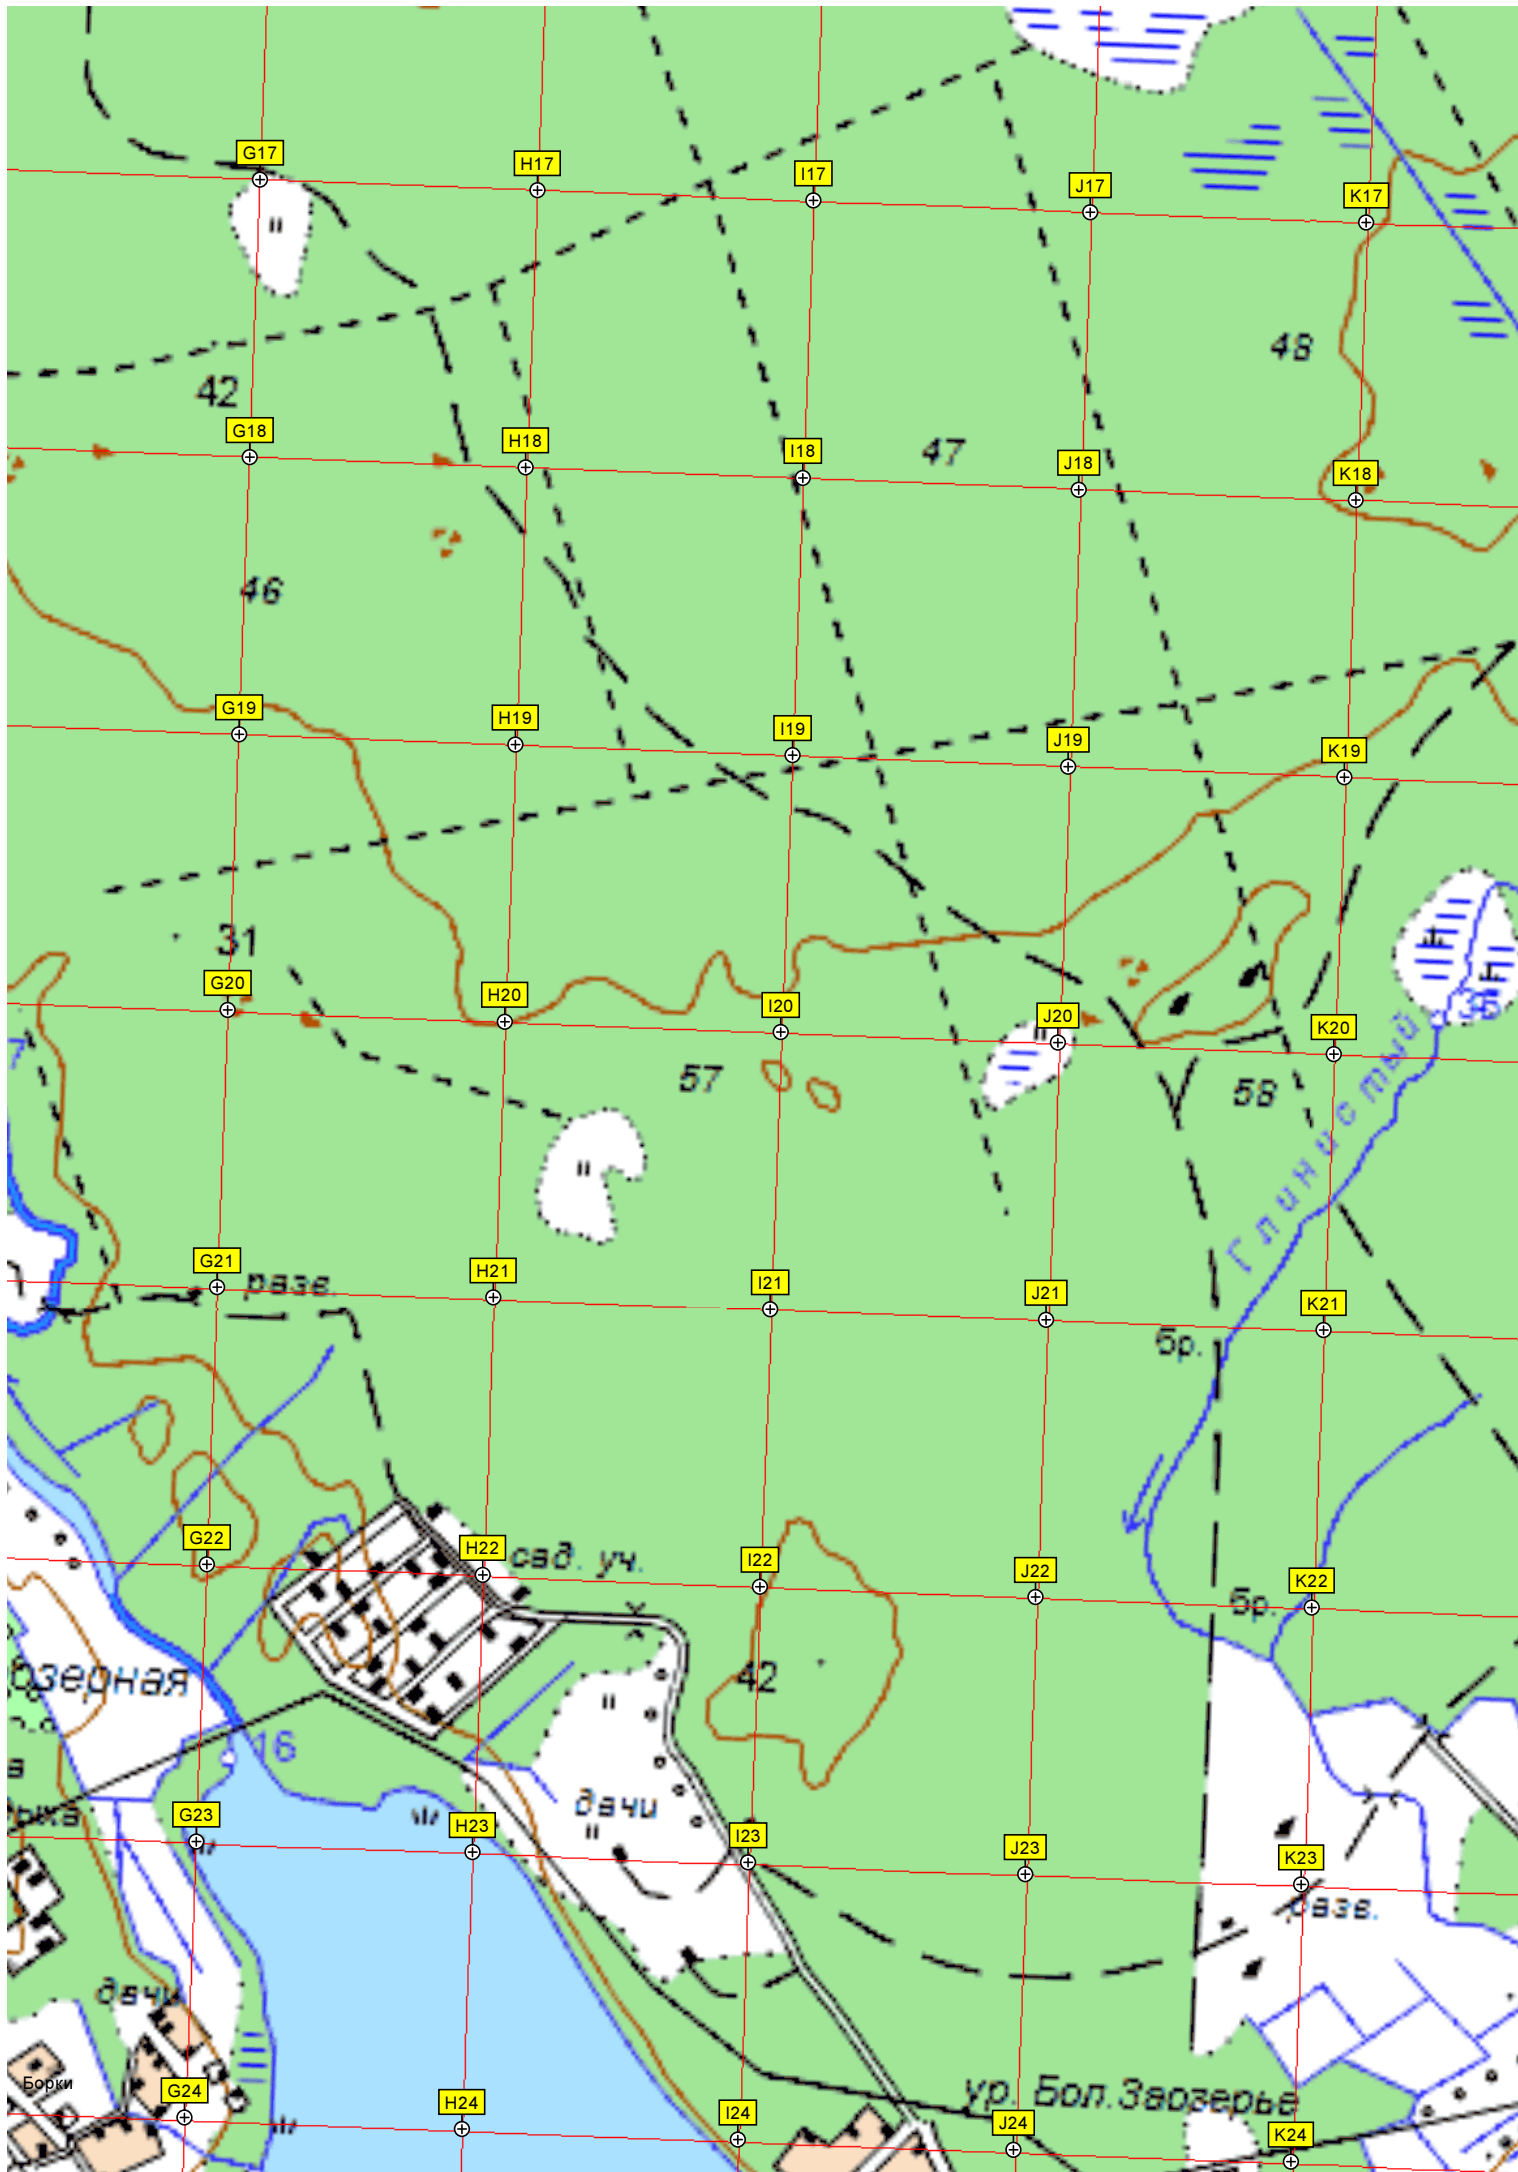 G17
H17
I17
J17
K17
48
42
G18
H18
I18
47
J18
K18
46
G19
H19
I19
J19
K19
31
G20
H20
I20
J20
K20
36
57
58
Глинистый
G21
разв.
H21
I21
J21
K21
бр.
G22
H22
сад. уч.
I22
J22
K22
бр.
озерная
42
16
дачи
G23
H23
I23
J23
K23
разв.
дачи
Борки
ур. Бол.Заозерье
G24
H24
I24
J24
K24